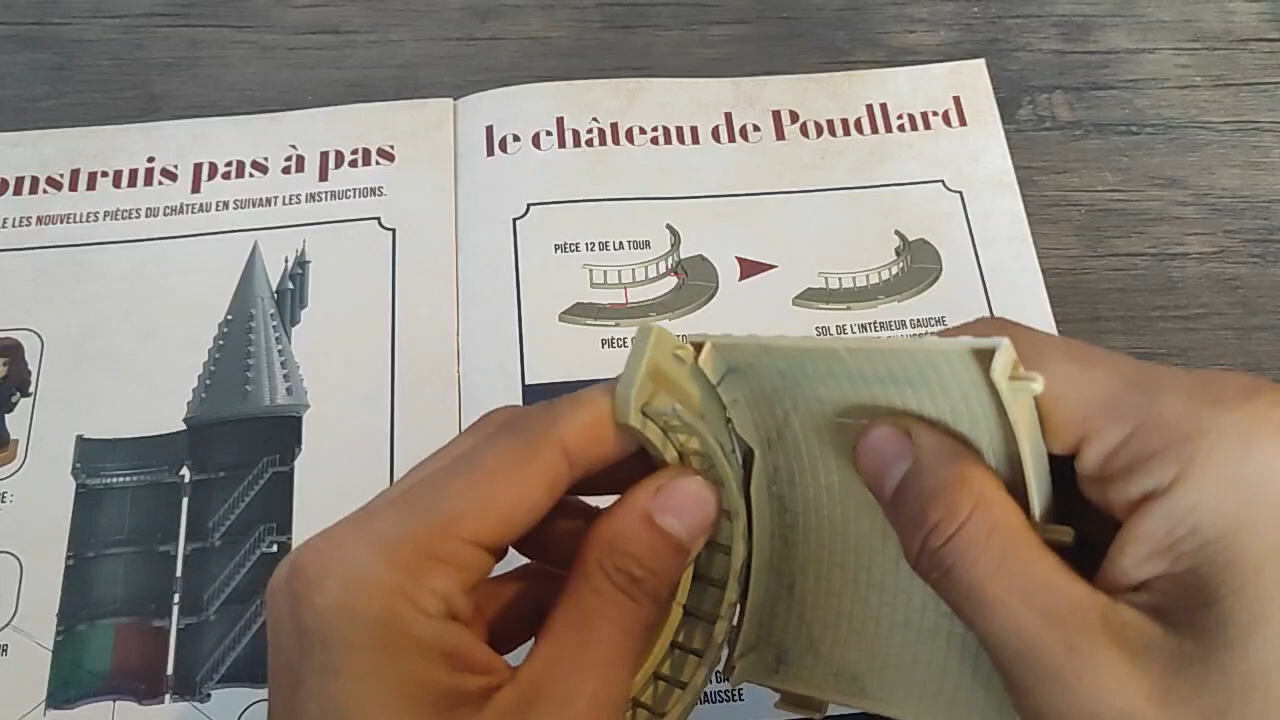 onstruis pas à pas
LE LES NOUVELLES PIÈCES DU CHÂTEAU EN SUIVANT LES INSTRUCTIONS.
le château de Poudlard
PIÈCE 12 DE LA TOUR
PIÈCE
SOL DE L'INTÉRIEUR GAUCHE
HAUSSÉE